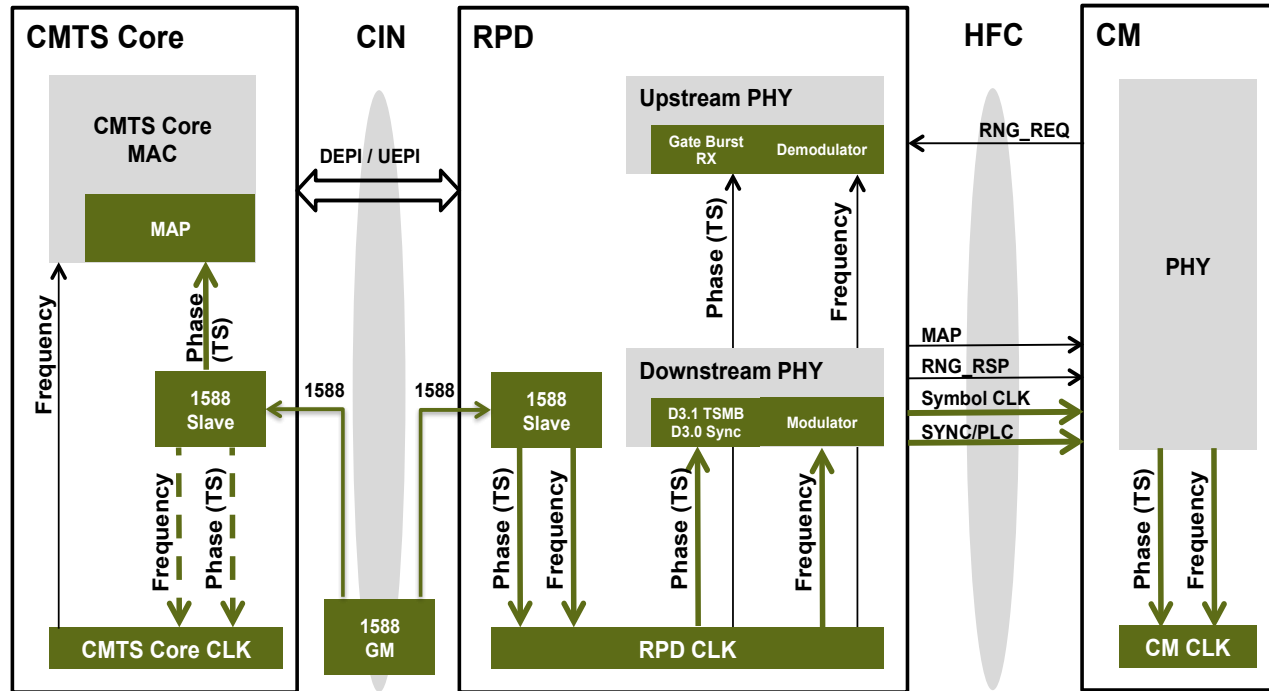 CMTS Core
CIN
RPD
HFC
CM
CMTS Core
MAC
MAP
DEPI / UEPI
Upstream PHY
Gate Burst
RX
Demodulator
RNG_REQ
PHY
Frequency
Phase
(TS)
Phase (TS)
Frequency
MAP
RNG_RSP
Symbol CLK
SYNC/PLC
1588
Slave
1588
1588
1588
Slave
Downstream PHY
D3.1 TSMB
D3.0 Sync
Modulator
Frequency
Phase (TS)
Phase (TS)
Frequency
Phase (TS)
Frequency
Phase (TS)
Frequency
CMTS Core CLK
1588
GM
RPD CLK
CM CLK